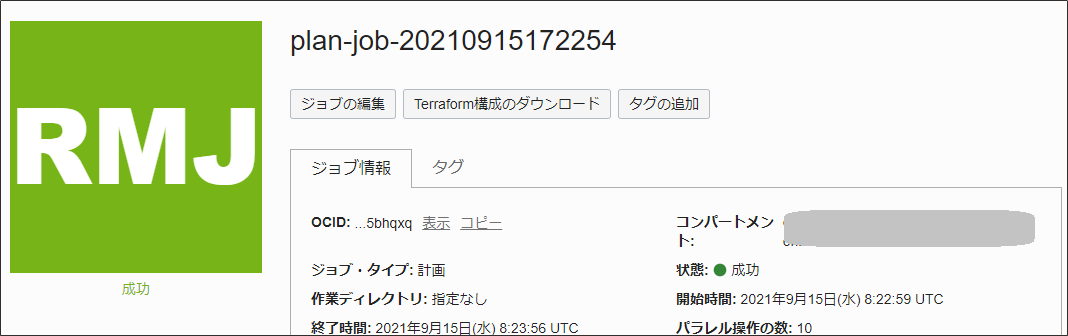 RMJ
成功
plan-job-20210915172254
ジョブの編集 Terraform構成のダウンロード タグの追加
ジョブ情報 タグ
OCID: ...5bhqxq 表示 コピー
コンパートメン
ト:
ジョブ・タイプ: 計画
状態: 成功
作業ディレクトリ: 指定なし
開始時間: 2021年9月15日(水) 8:22:59 UTC
終了時間: 2021年9月15日(水) 8:23:56 UTC
パラレル操作の数: 10